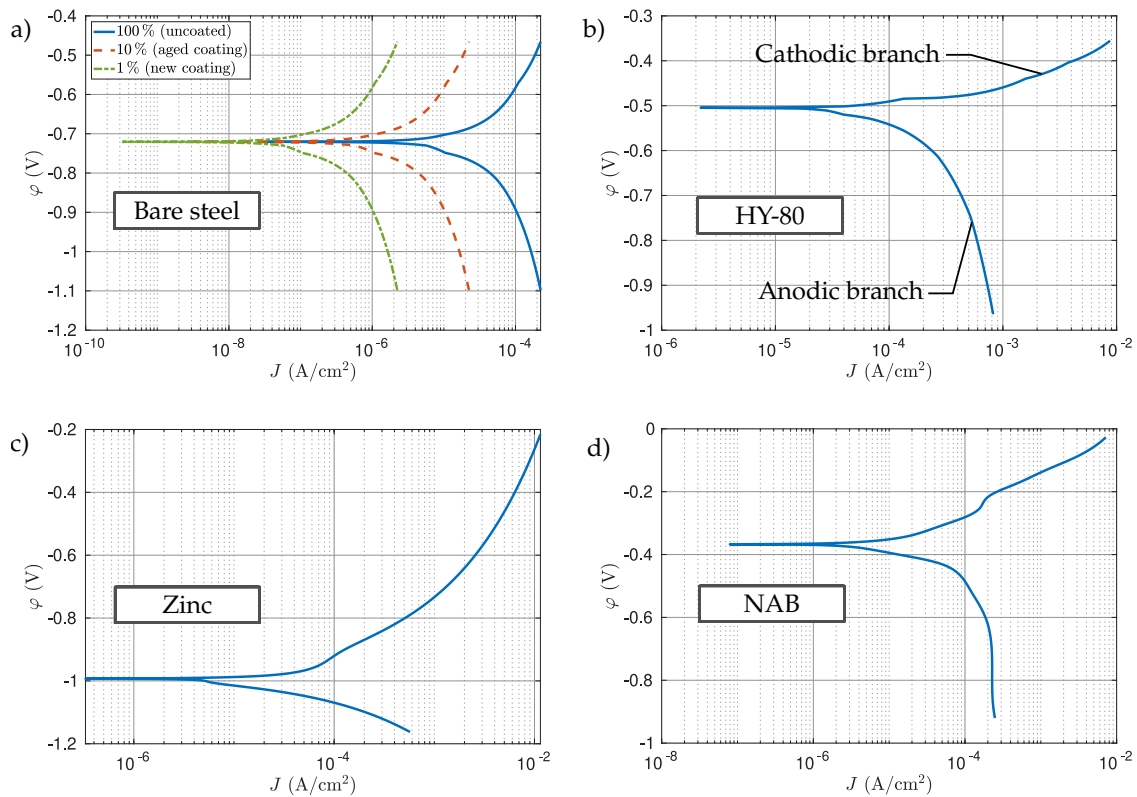 a)
-0.4
-0.5
-0.6
-0.7
-0.8
-0.9
-1
-1.1
-1.2
φ (V)
100 % (uncoated)
10 % (aged coating)
1 % (new coating)
Bare steel
10^-10
10^-8
10^-6
10^-4
J (A/cm²)
b)
-0.3
-0.4
-0.5
-0.6
-0.7
-0.8
-0.9
-1
φ (V)
Cathodic branch
HY-80
Anodic branch
10^-6
10^-5
10^-4
10^-3
10^-2
J (A/cm²)
c)
-0.2
-0.4
-0.6
-0.8
-1
-1.2
φ (V)
Zinc
10^-6
10^-4
10^-2
J (A/cm²)
d)
0
-0.2
-0.4
-0.6
-0.8
-1
φ (V)
NAB
10^-8
10^-6
10^-4
10^-2
J (A/cm²)